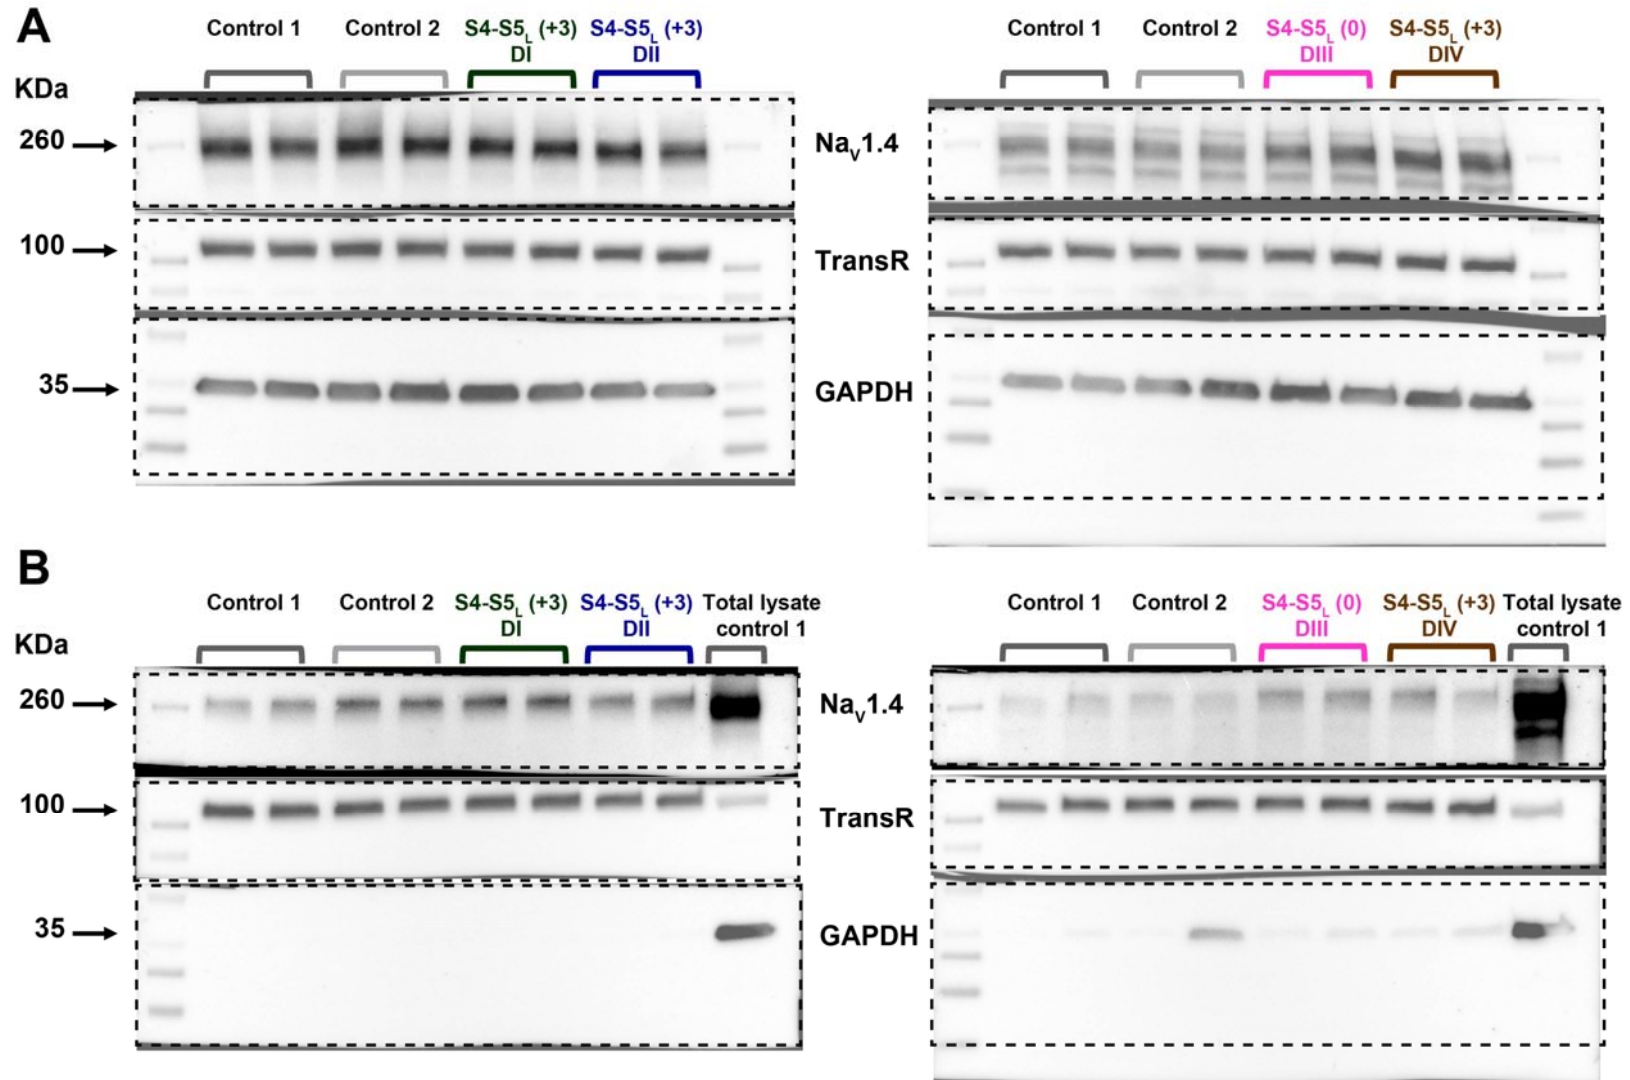 A
Control 1 Control 2 S4-S5L (+3) S4-S5L (+3) Control 1 Control 2 S4-S5L (0) S4-S5L (+3)
DI DII DIII DIV
KDa
260 NaV1.4
100 TransR
35 GAPDH
B
Control 1 Control 2 S4-S5L (+3) S4-S5L (+3) Total lysate Control 1 Control 2 S4-S5L (0) S4-S5L (+3) Total lysate
DI DII control 1 DIII DIV control 1
KDa
260 NaV1.4
100 TransR
35 GAPDH